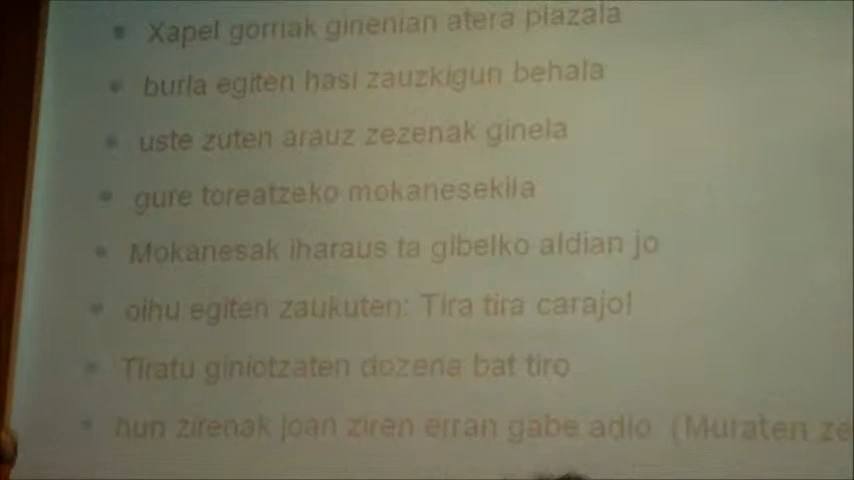 Xapel gorriak ginenian atera plazala
burla egiten hasi zauzkigun behala
uste zuten arauz zezenak ginela
gure toreatzeko mokanesekila
Mokanesak iharaus ta gibelko aldian jo
oihu egiten zaukuten: Tira tira carajo!
Tiratu giniotzaten dozena bat tiro
hun zirenak joan ziren erran gabe adio (Muraten ze